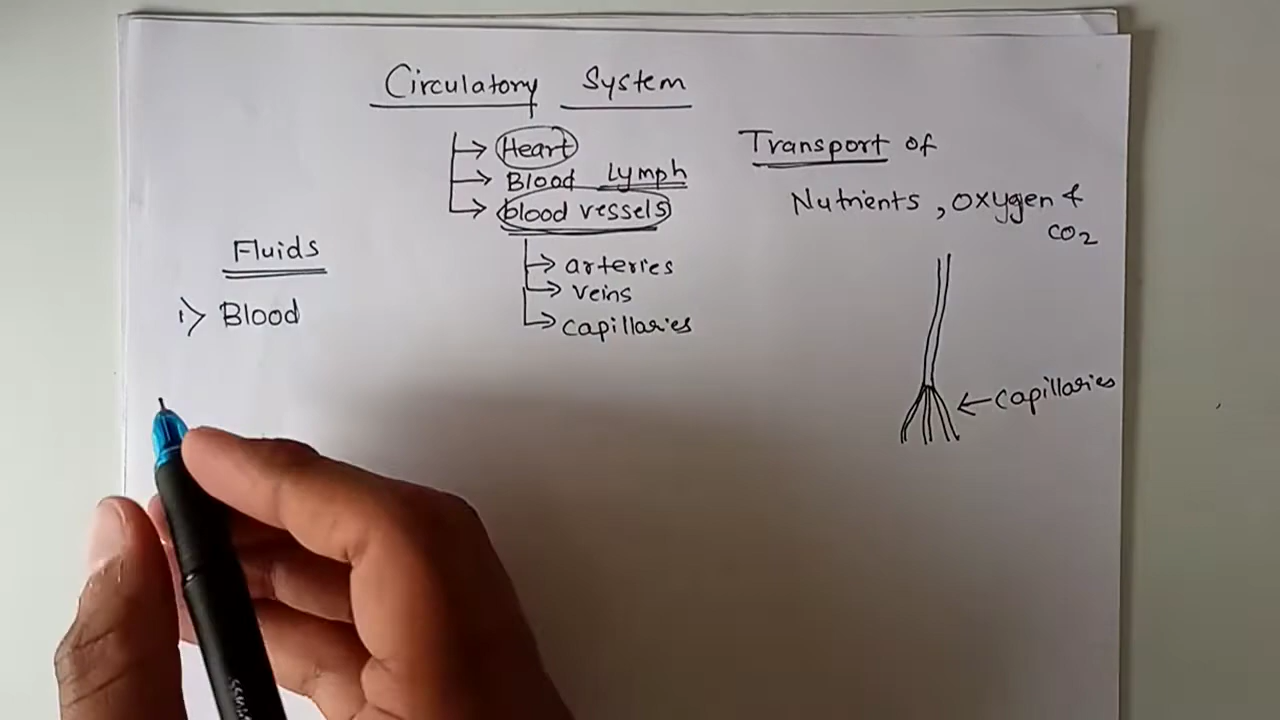 Circulatory System
Heart
Blood Lymph
blood vessels
arteries
veins
capillaries
Transport of
Nutrients, oxygen &
CO2
Fluids
1) Blood
capillaries